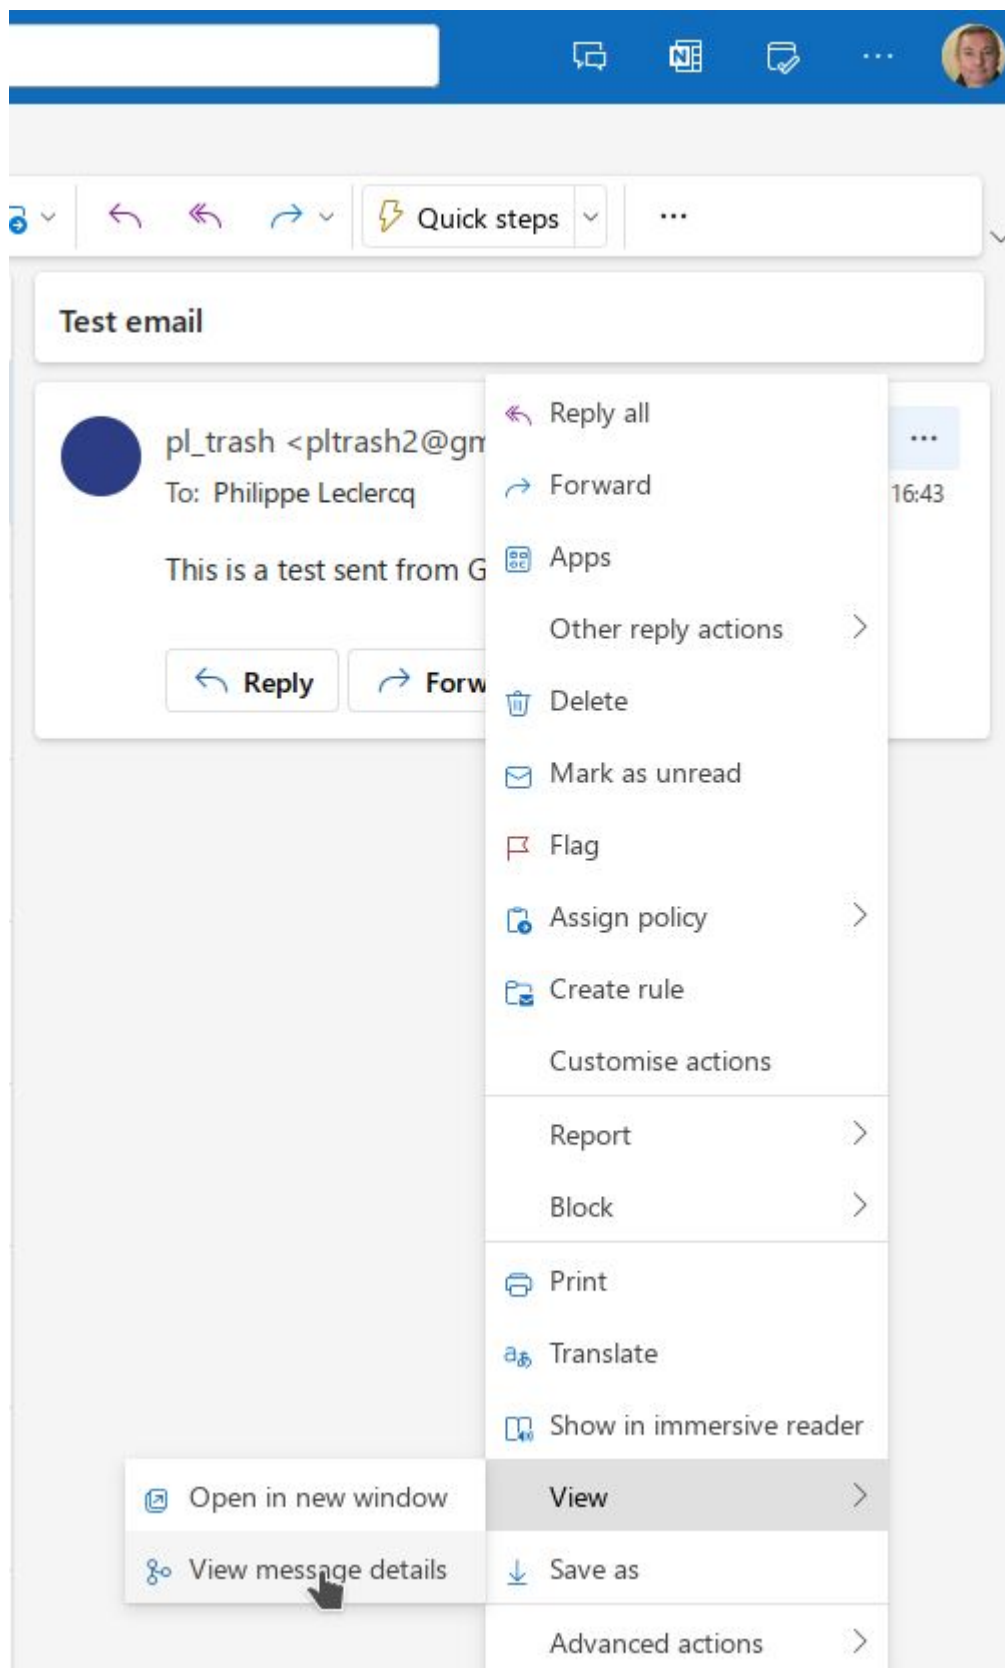 Quick steps
Test email
pl_trash <pltrash2@gm
To: Philippe Leclercq
16:43
This is a test sent from G
Reply
Forw
Reply all
Forward
Apps
Other reply actions
Delete
Mark as unread
Flag
Assign policy
Create rule
Customise actions
Report
Block
Print
Translate
Show in immersive reader
View
Open in new window
View message details
Save as
Advanced actions